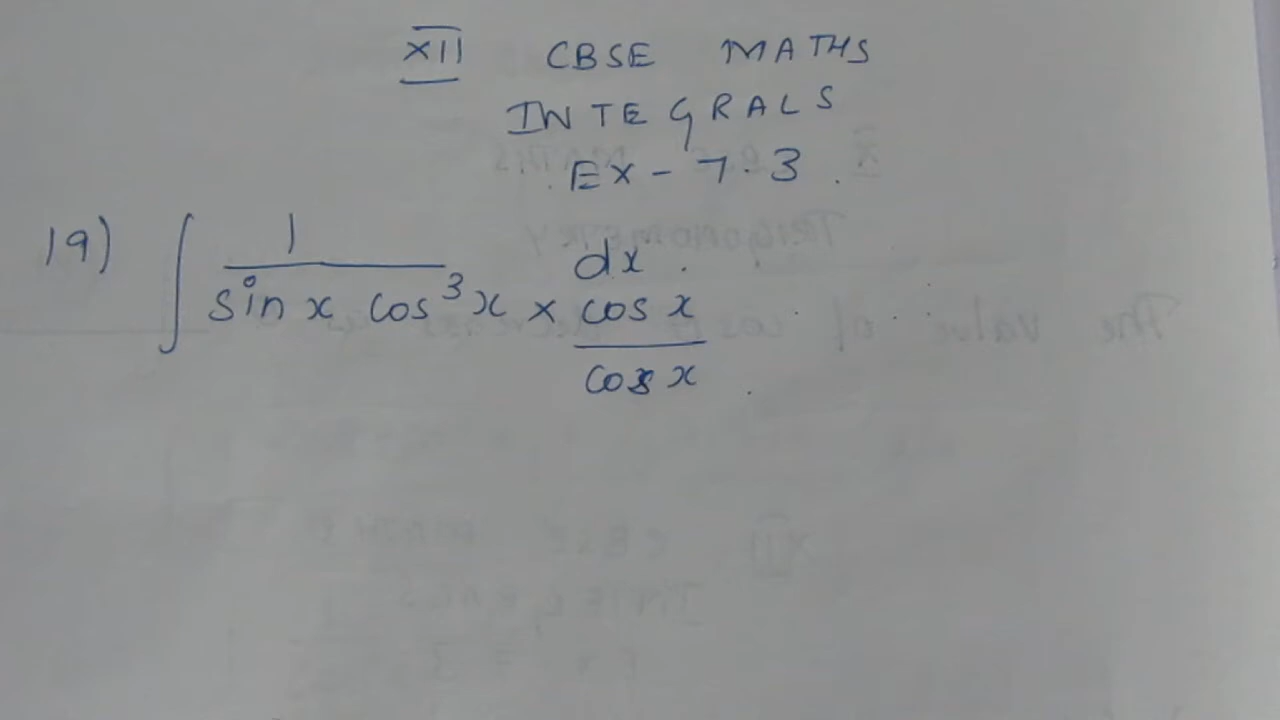 XII CBSE MATHS
INTEGRALS
EX - 7.3.
19) ∫ 1 / (sin x cos³x × cos x / cos x) dx.